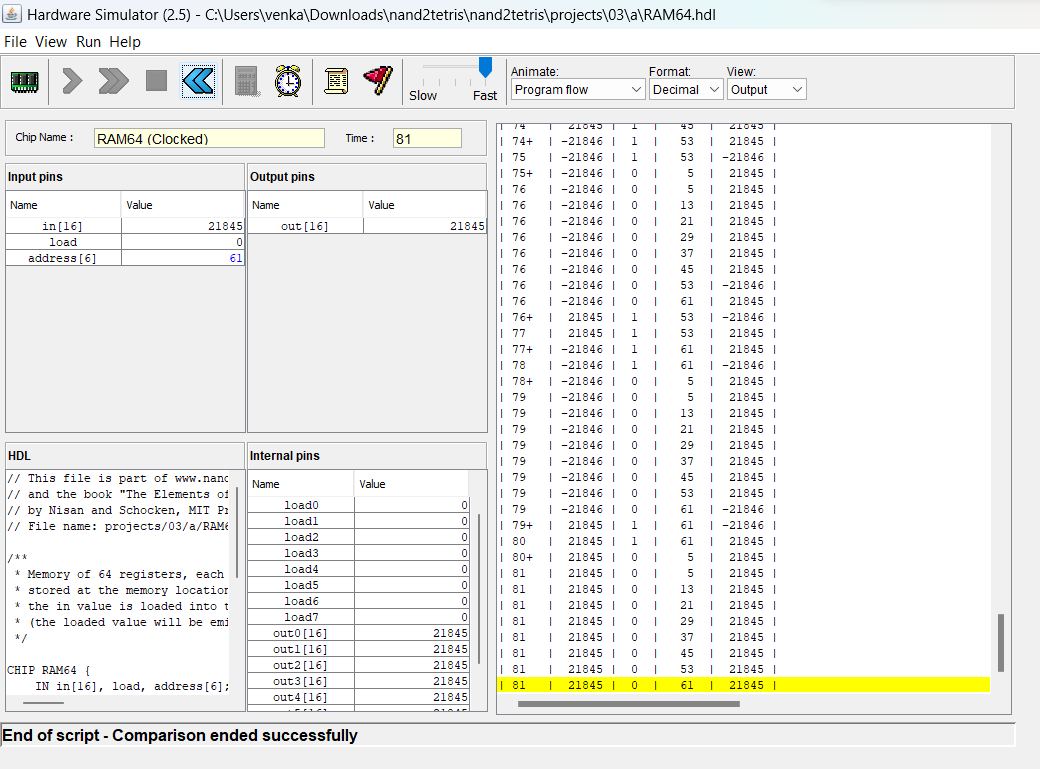 Hardware Simulator (2.5) - C:\Users\venka\Downloads\nand2tetris\nand2tetris\projects\03\a\RAM64.hdl
File View Run Help
Slow Fast
Animate: Format: View:
Program flow Decimal Output
Chip Name : RAM64 (Clocked) Time : 81
Input pins
Name Value
in[16] 21845
load 0
address[6] 61
Output pins
Name Value
out[16] 21845
HDL
// This file is part of www.nand
// and the book "The Elements of
// by Nisan and Schocken, MIT Pr
// File name: projects/03/a/RAM6
/**
* Memory of 64 registers, each
* stored at the memory location
* the in value is loaded into t
* (the loaded value will be emi
*/
CHIP RAM64 {
IN in[16], load, address[6];
Internal pins
Name Value
load0 0
load1 0
load2 0
load3 0
load4 0
load5 0
load6 0
load7 0
out0[16] 21845
out1[16] 21845
out2[16] 21845
out3[16] 21845
out4[16] 21845
| 74 | 21845 | 1 | 45 | 21845 |
| 74+ | -21846 | 1 | 53 | 21845 |
| 75 | -21846 | 1 | 53 | -21846 |
| 75+ | -21846 | 0 | 5 | 21845 |
| 76 | -21846 | 0 | 5 | 21845 |
| 76 | -21846 | 0 | 13 | 21845 |
| 76 | -21846 | 0 | 21 | 21845 |
| 76 | -21846 | 0 | 29 | 21845 |
| 76 | -21846 | 0 | 37 | 21845 |
| 76 | -21846 | 0 | 45 | 21845 |
| 76 | -21846 | 0 | 53 | -21846 |
| 76 | -21846 | 0 | 61 | 21845 |
| 76+ | 21845 | 1 | 53 | -21846 |
| 77 | 21845 | 1 | 53 | 21845 |
| 77+ | -21846 | 1 | 61 | 21845 |
| 78 | -21846 | 1 | 61 | -21846 |
| 78+ | -21846 | 0 | 5 | 21845 |
| 79 | -21846 | 0 | 5 | 21845 |
| 79 | -21846 | 0 | 13 | 21845 |
| 79 | -21846 | 0 | 21 | 21845 |
| 79 | -21846 | 0 | 29 | 21845 |
| 79 | -21846 | 0 | 37 | 21845 |
| 79 | -21846 | 0 | 45 | 21845 |
| 79 | -21846 | 0 | 53 | 21845 |
| 79 | -21846 | 0 | 61 | -21846 |
| 79+ | 21845 | 1 | 61 | -21846 |
| 80 | 21845 | 1 | 61 | 21845 |
| 80+ | 21845 | 0 | 5 | 21845 |
| 81 | 21845 | 0 | 5 | 21845 |
| 81 | 21845 | 0 | 13 | 21845 |
| 81 | 21845 | 0 | 21 | 21845 |
| 81 | 21845 | 0 | 29 | 21845 |
| 81 | 21845 | 0 | 37 | 21845 |
| 81 | 21845 | 0 | 45 | 21845 |
| 81 | 21845 | 0 | 53 | 21845 |
| 81 | 21845 | 0 | 61 | 21845 |
End of script - Comparison ended successfully